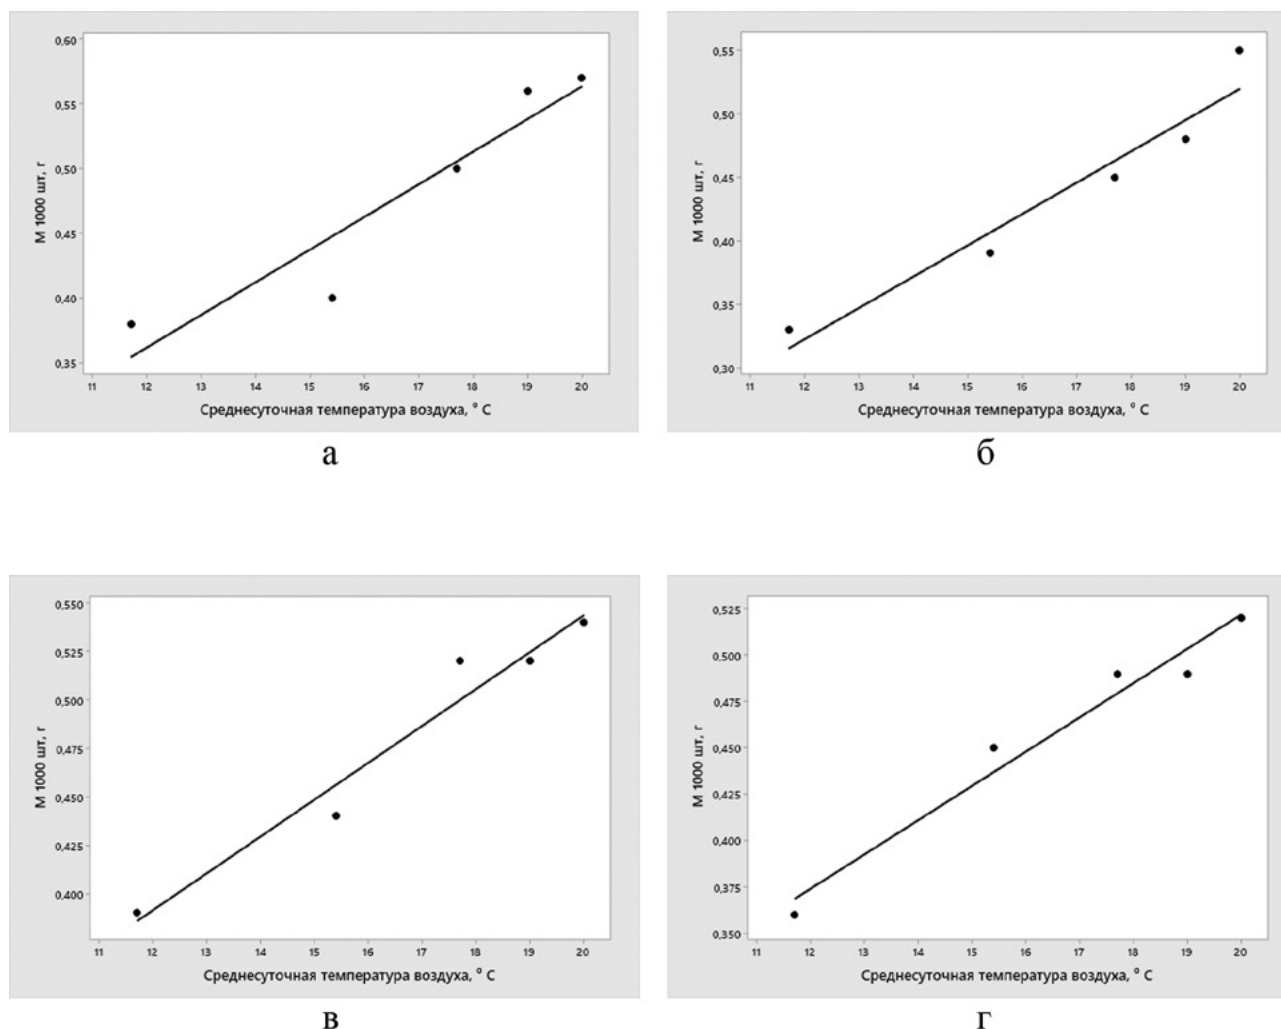 0,60
0,55
0,50
0,45
0,40
0,35
М 1000 шт, г
11 12 13 14 15 16 17 18 19 20
Среднесуточная температура воздуха, ° С
а
0,55
0,50
0,45
0,40
0,35
0,30
М 1000 шт, г
11 12 13 14 15 16 17 18 19 20
Среднесуточная температура воздуха, ° С
б
0,550
0,525
0,500
0,475
0,450
0,425
0,400
М 1000 шт, г
11 12 13 14 15 16 17 18 19 20
Среднесуточная температура воздуха, ° С
в
0,525
0,500
0,475
0,450
0,425
0,400
0,375
0,350
М 1000 шт, г
11 12 13 14 15 16 17 18 19 20
Среднесуточная температура воздуха, ° С
г